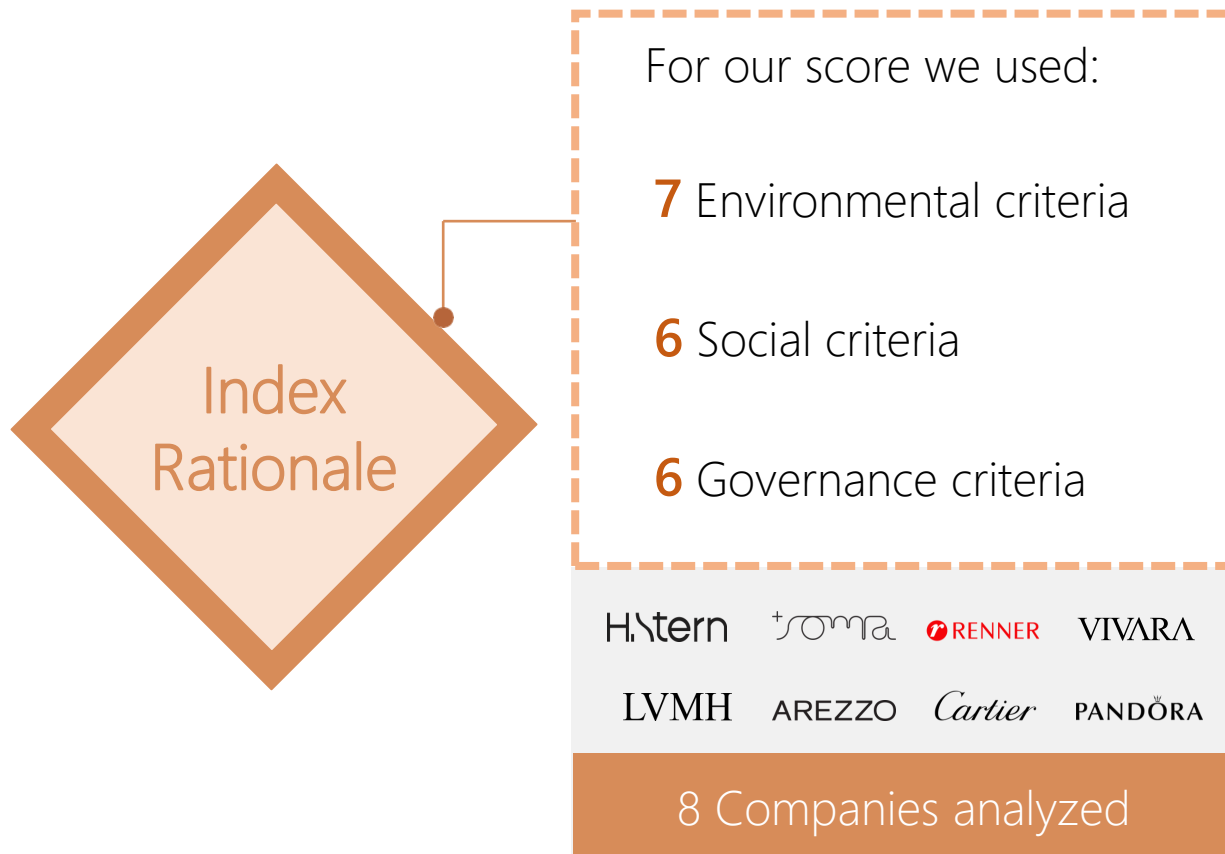 For our score we used:
7 Environmental criteria
6 Social criteria
6 Governance criteria
Index
Rationale
H.Stern +soma RENNER VIVARA
LVMH AREZZO Cartier PANDORA
8 Companies analyzed